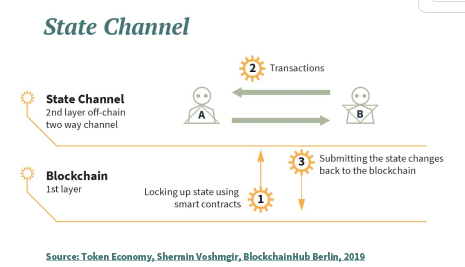 State Channel
2
Transactions
State Channel
2nd layer off-chain
two way channel
A
B
Blockchain
1st layer
Locking up state using
smart contracts
1
3
Submitting the state changes
back to the blockchain
Source: Token Economy, Shermin Voshmgir, BlockchainHub Berlin, 2019